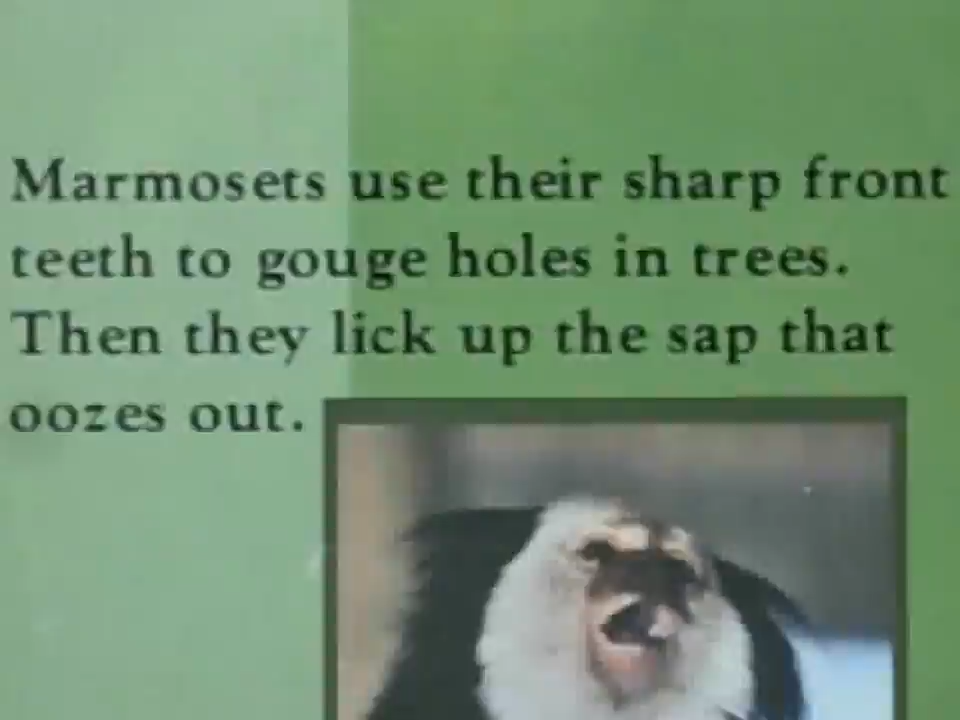 Marmosets use their sharp front
teeth to gouge holes in trees.
Then they lick up the sap that
oozes out.